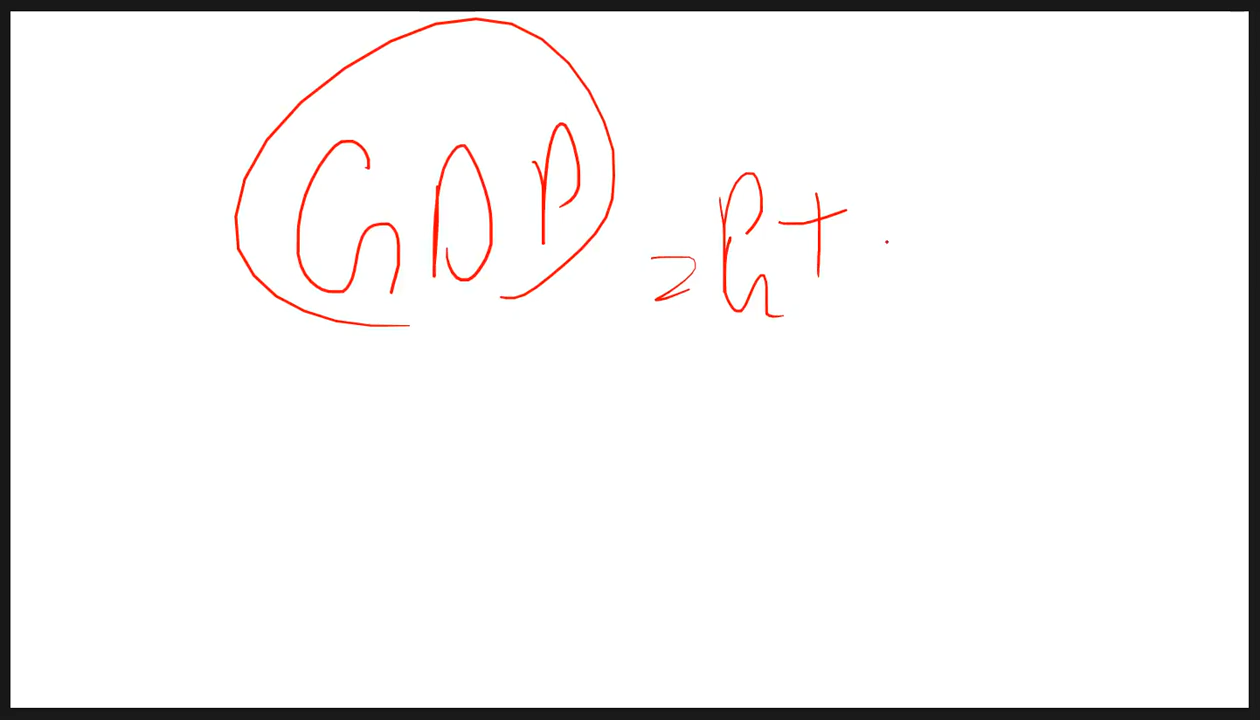 GDP = G +